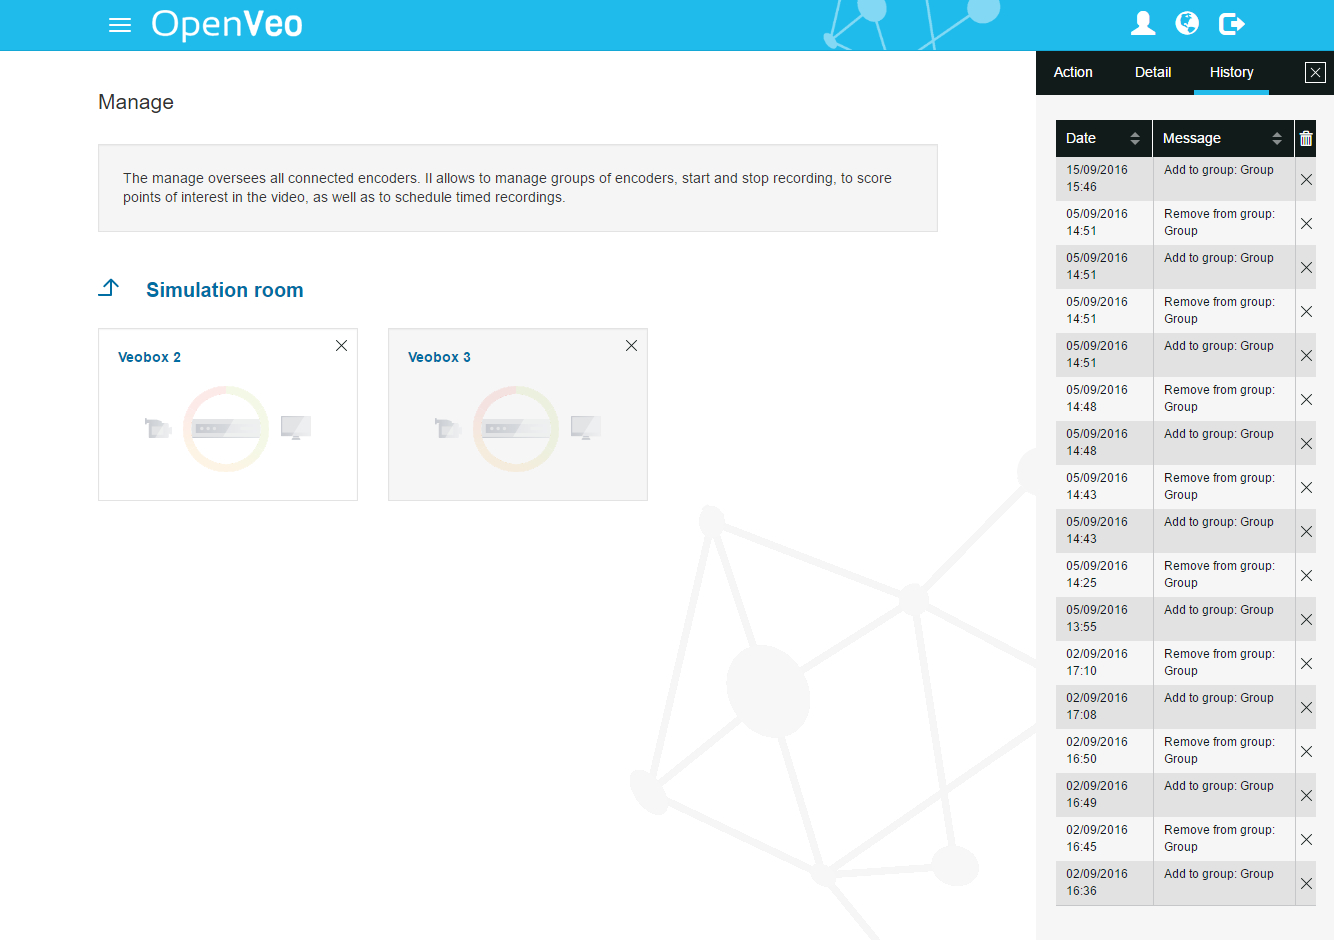 OpenVeo
Action
Detail
History
Manage
The manage oversees all connected encoders. Il allows to manage groups of encoders, start and stop recording, to score
points of interest in the video, as well as to schedule timed recordings.
Simulation room
Veobox 2
Veobox 3
Date
Message
15/09/2016
15:46
Add to group: Group
05/09/2016
14:51
Remove from group:
Group
05/09/2016
14:51
Add to group: Group
05/09/2016
14:51
Remove from group:
Group
05/09/2016
14:51
Add to group: Group
05/09/2016
14:48
Remove from group:
Group
05/09/2016
14:48
Add to group: Group
05/09/2016
14:43
Remove from group:
Group
05/09/2016
14:43
Add to group: Group
05/09/2016
14:25
Remove from group:
Group
05/09/2016
13:55
Add to group: Group
02/09/2016
17:10
Remove from group:
Group
02/09/2016
17:08
Add to group: Group
02/09/2016
16:50
Remove from group:
Group
02/09/2016
16:49
Add to group: Group
02/09/2016
16:45
Remove from group:
Group
02/09/2016
16:36
Add to group: Group